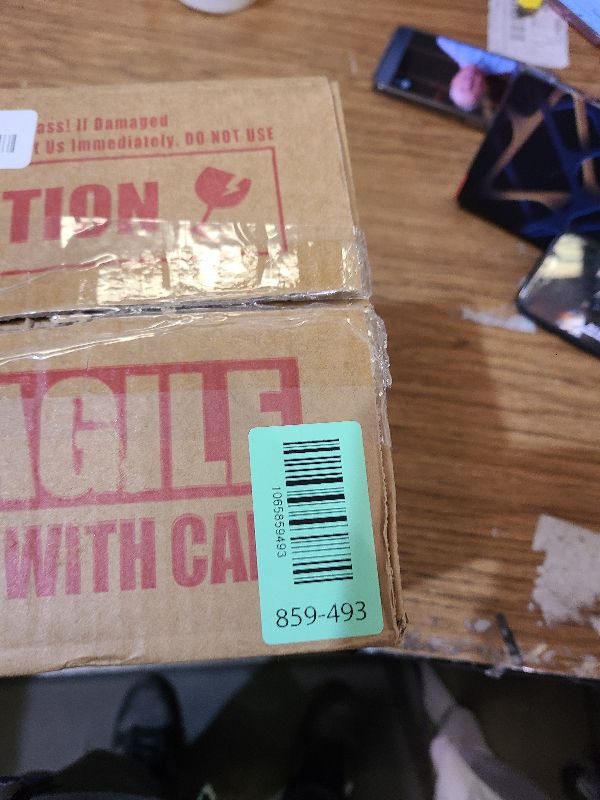 ass! If Damaged
t Us Immediately. DO NOT USE
TION
AGILE
WITH CA
1065859493
859-493